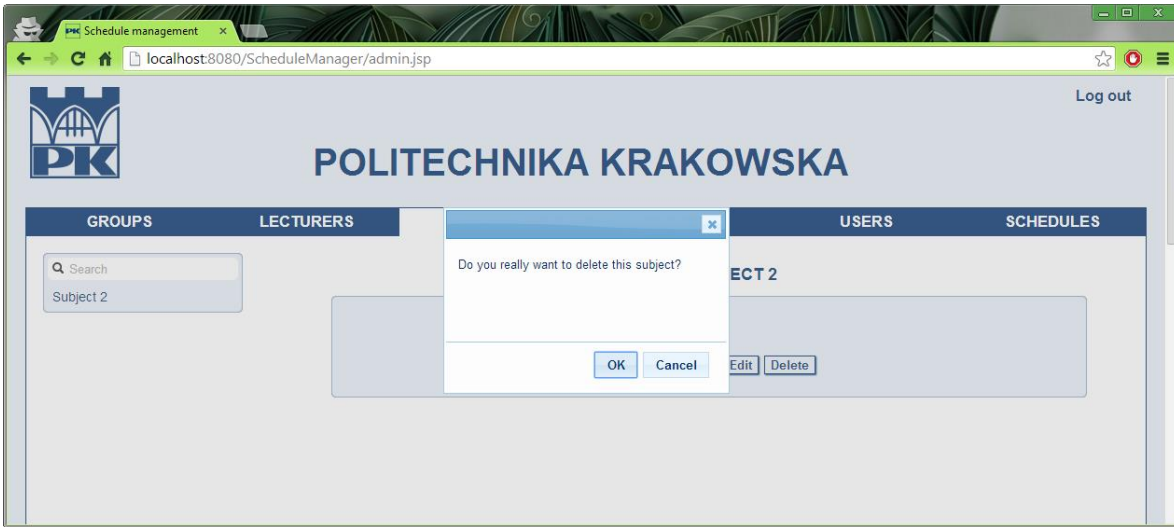 PK Schedule management
localhost:8080/ScheduleManager/admin.jsp
Log out
PK
POLITECHNIKA KRAKOWSKA
GROUPS LECTURERS USERS SCHEDULES
Search
Do you really want to delete this subject?
ECT 2
Subject 2
OK Cancel Edit Delete